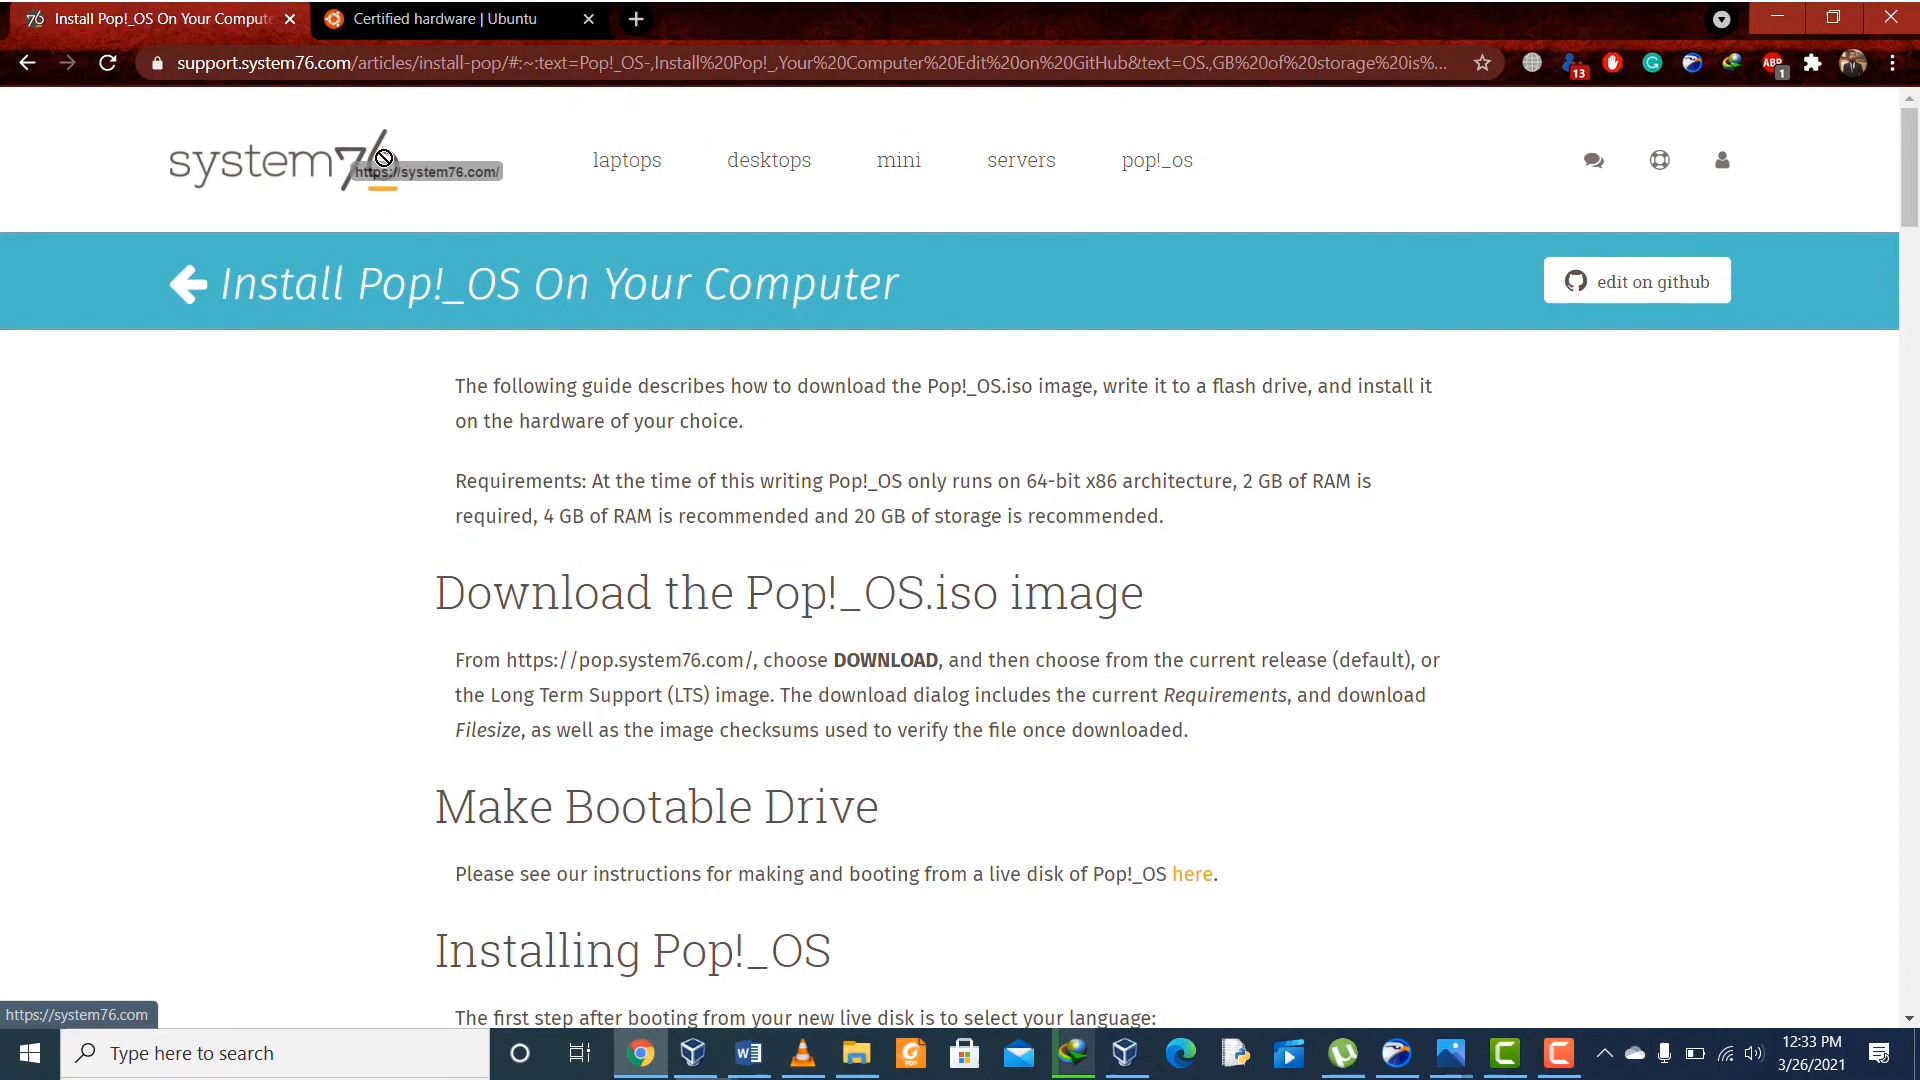 Install Pop!_OS On Your Compute
Certified hardware | Ubuntu
support.system76.com/articles/install-pop/#:~:text=Pop!_OS-,Install%20Pop!_,Your%20Computer%20Edit%20on%20GitHub&text=OS.,GB%20of%20storage%20is%...
13
ABP
1
system76
https://system76.com/
laptops
desktops
mini
servers
pop!_os
Install Pop!_OS On Your Computer
edit on github
The following guide describes how to download the Pop!_OS.iso image, write it to a flash drive, and install it
on the hardware of your choice.
Requirements: At the time of this writing Pop!_OS only runs on 64-bit x86 architecture, 2 GB of RAM is
required, 4 GB of RAM is recommended and 20 GB of storage is recommended.
Download the Pop!_OS.iso image
From https://pop.system76.com/, choose DOWNLOAD, and then choose from the current release (default), or
the Long Term Support (LTS) image. The download dialog includes the current Requirements, and download
Filesize, as well as the image checksums used to verify the file once downloaded.
Make Bootable Drive
Please see our instructions for making and booting from a live disk of Pop!_OS here.
Installing Pop!_OS
The first step after booting from your new live disk is to select your language:
https://system76.com
Type here to search
12:33 PM
3/26/2021